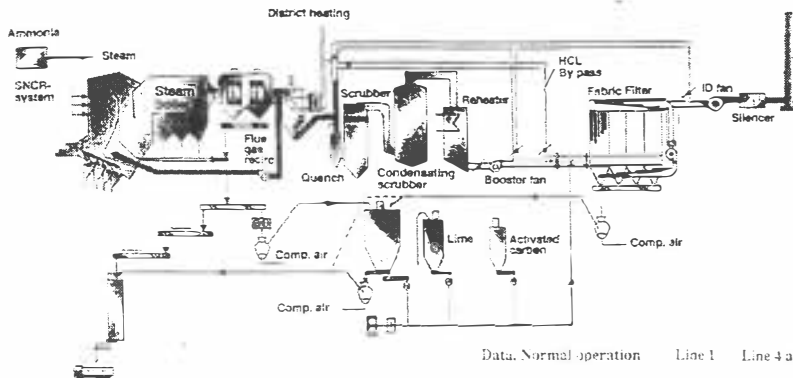 District heating
Ammonia
Steam
SNCR-
system
Steam
Flue
gas
recirc
Scrubber
Quench
Condensating
scrubber
Reheater
Booster fan
HCL
By pass
Fabric Filter
ID fan
Silencer
Comp. air
Lime
Activated
carbon
Comp. air
Comp. air
Data, Normal operation Line 1 Line 4 a